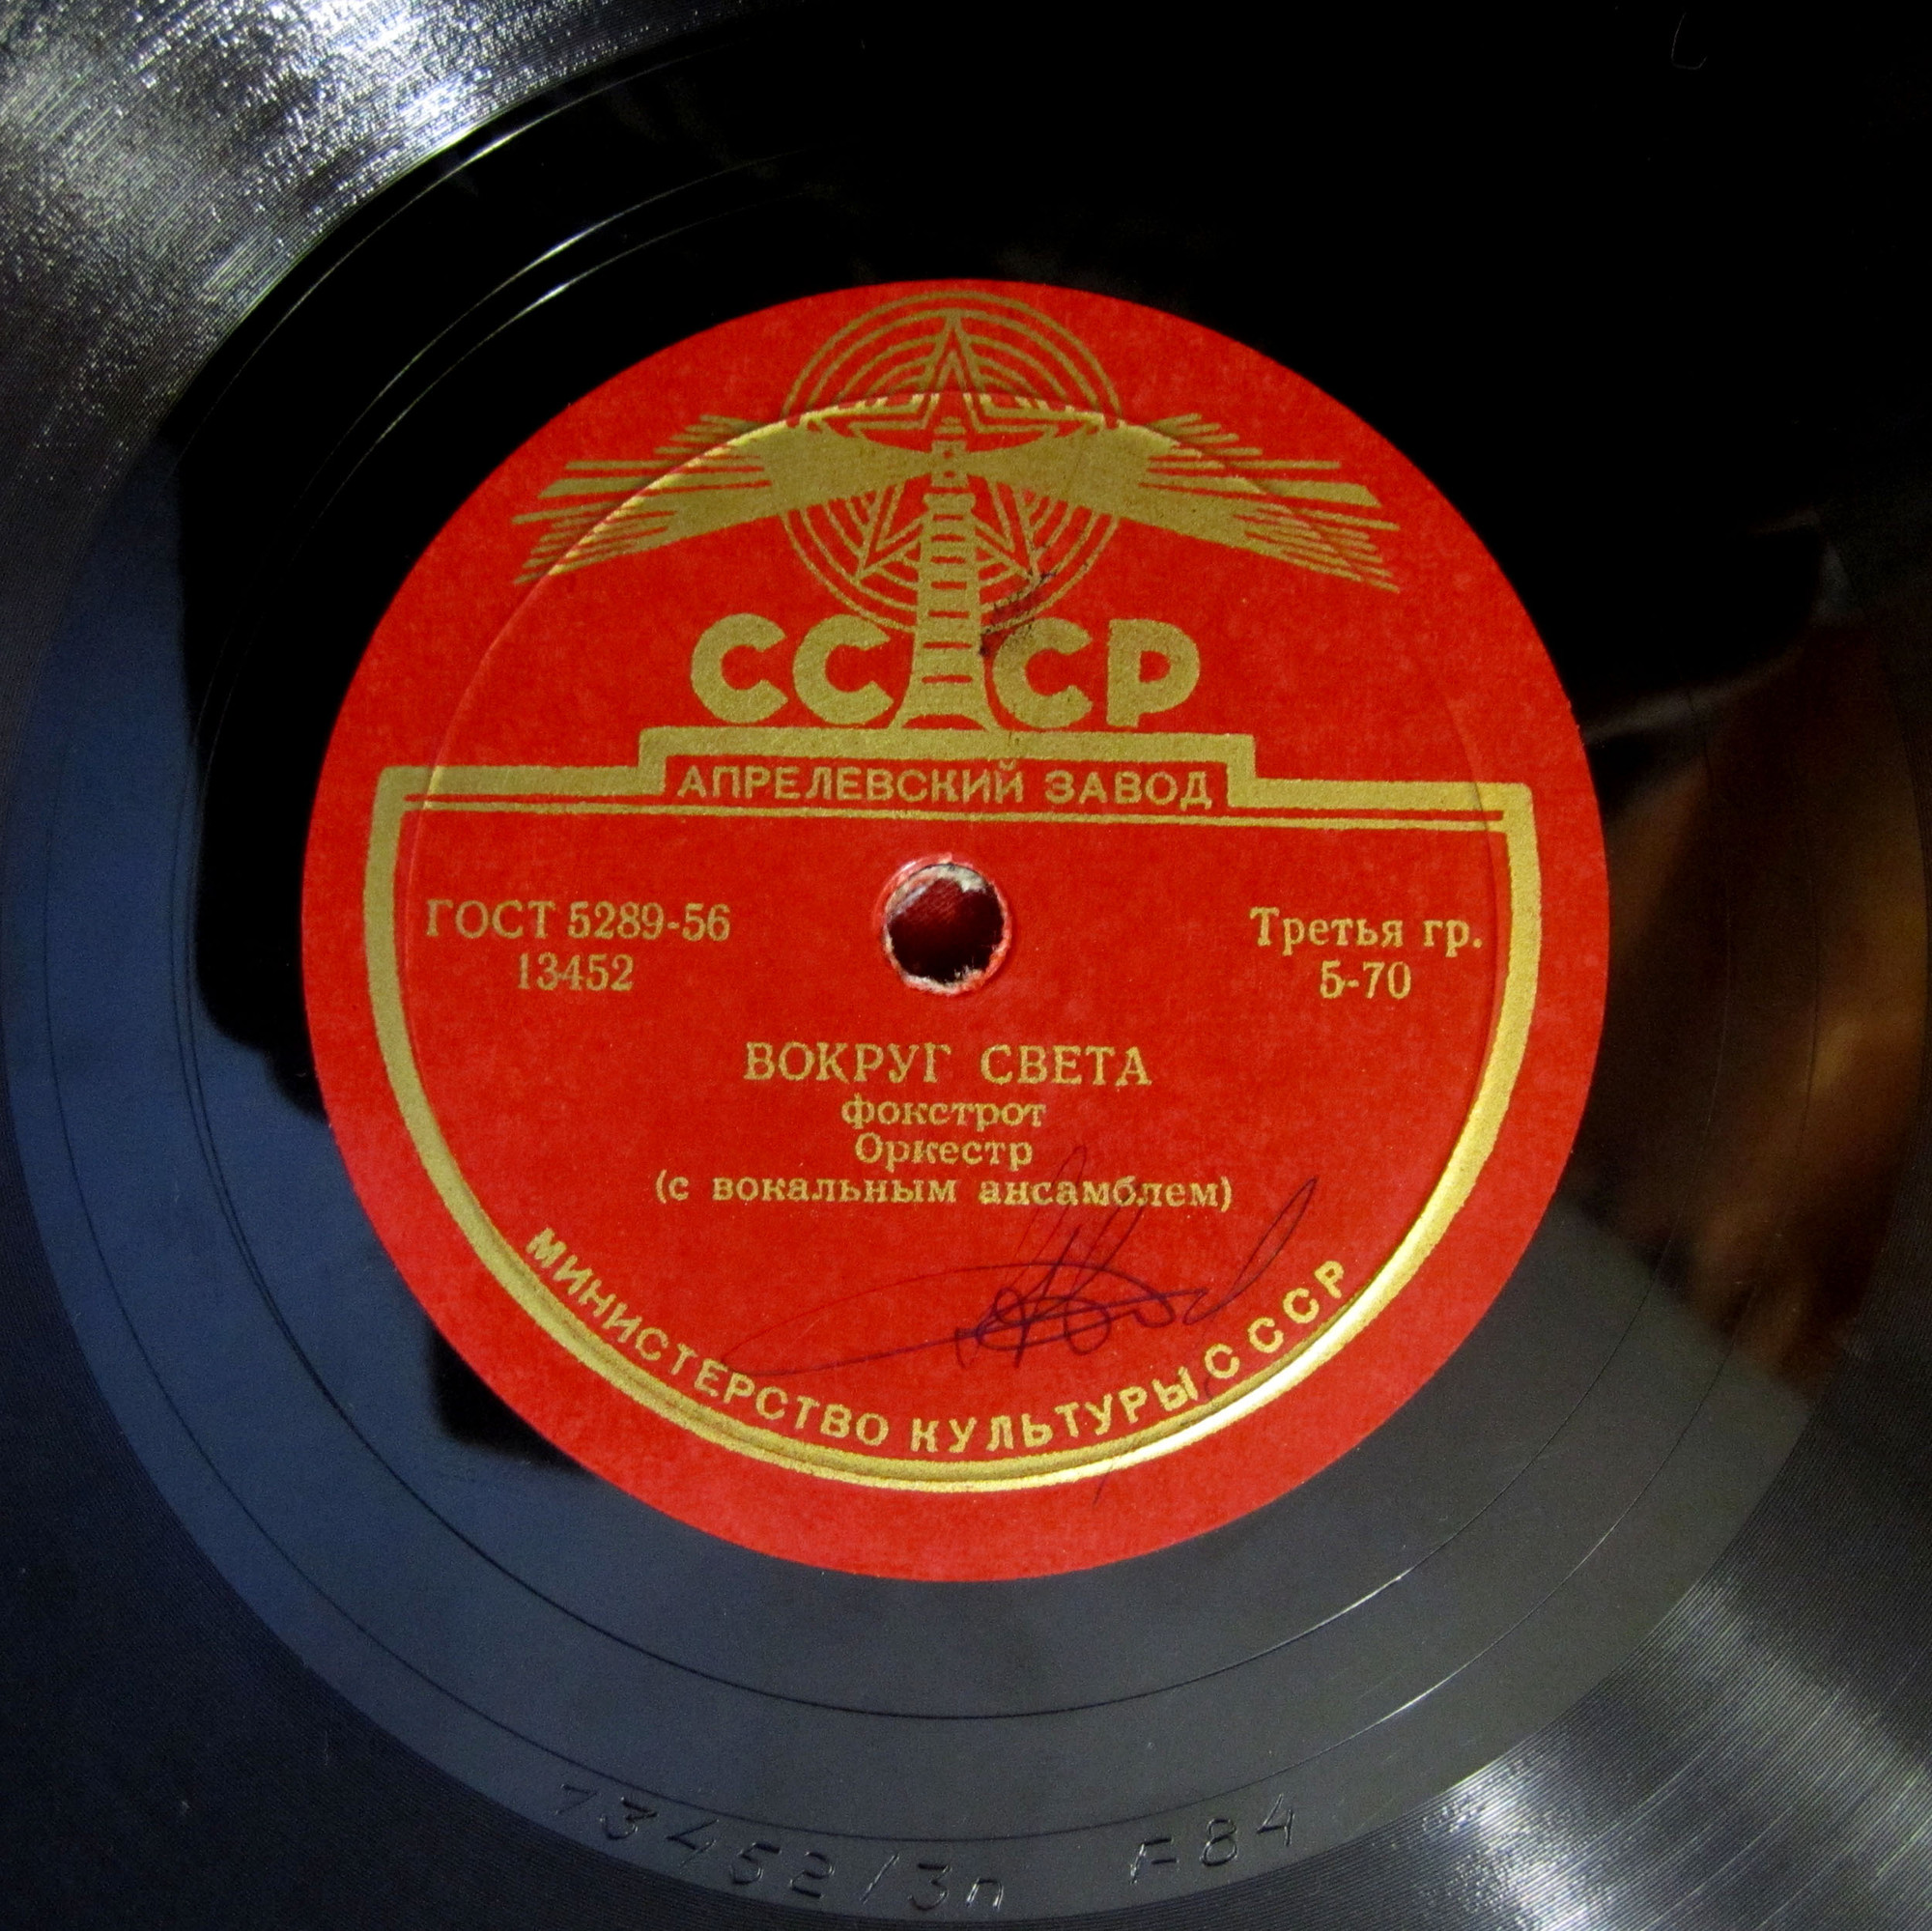 СССР
АПРЕЛЕВСКИЙ ЗАВОД
ГОСТ 5289-56
13452
Третья гр.
5-70
ВОКРУГ СВЕТА
фокстрот
Оркестр
(с вокальным ансамблем)
МИНИСТЕРСТВО КУЛЬТУРЫ СССР
13452/3п F84